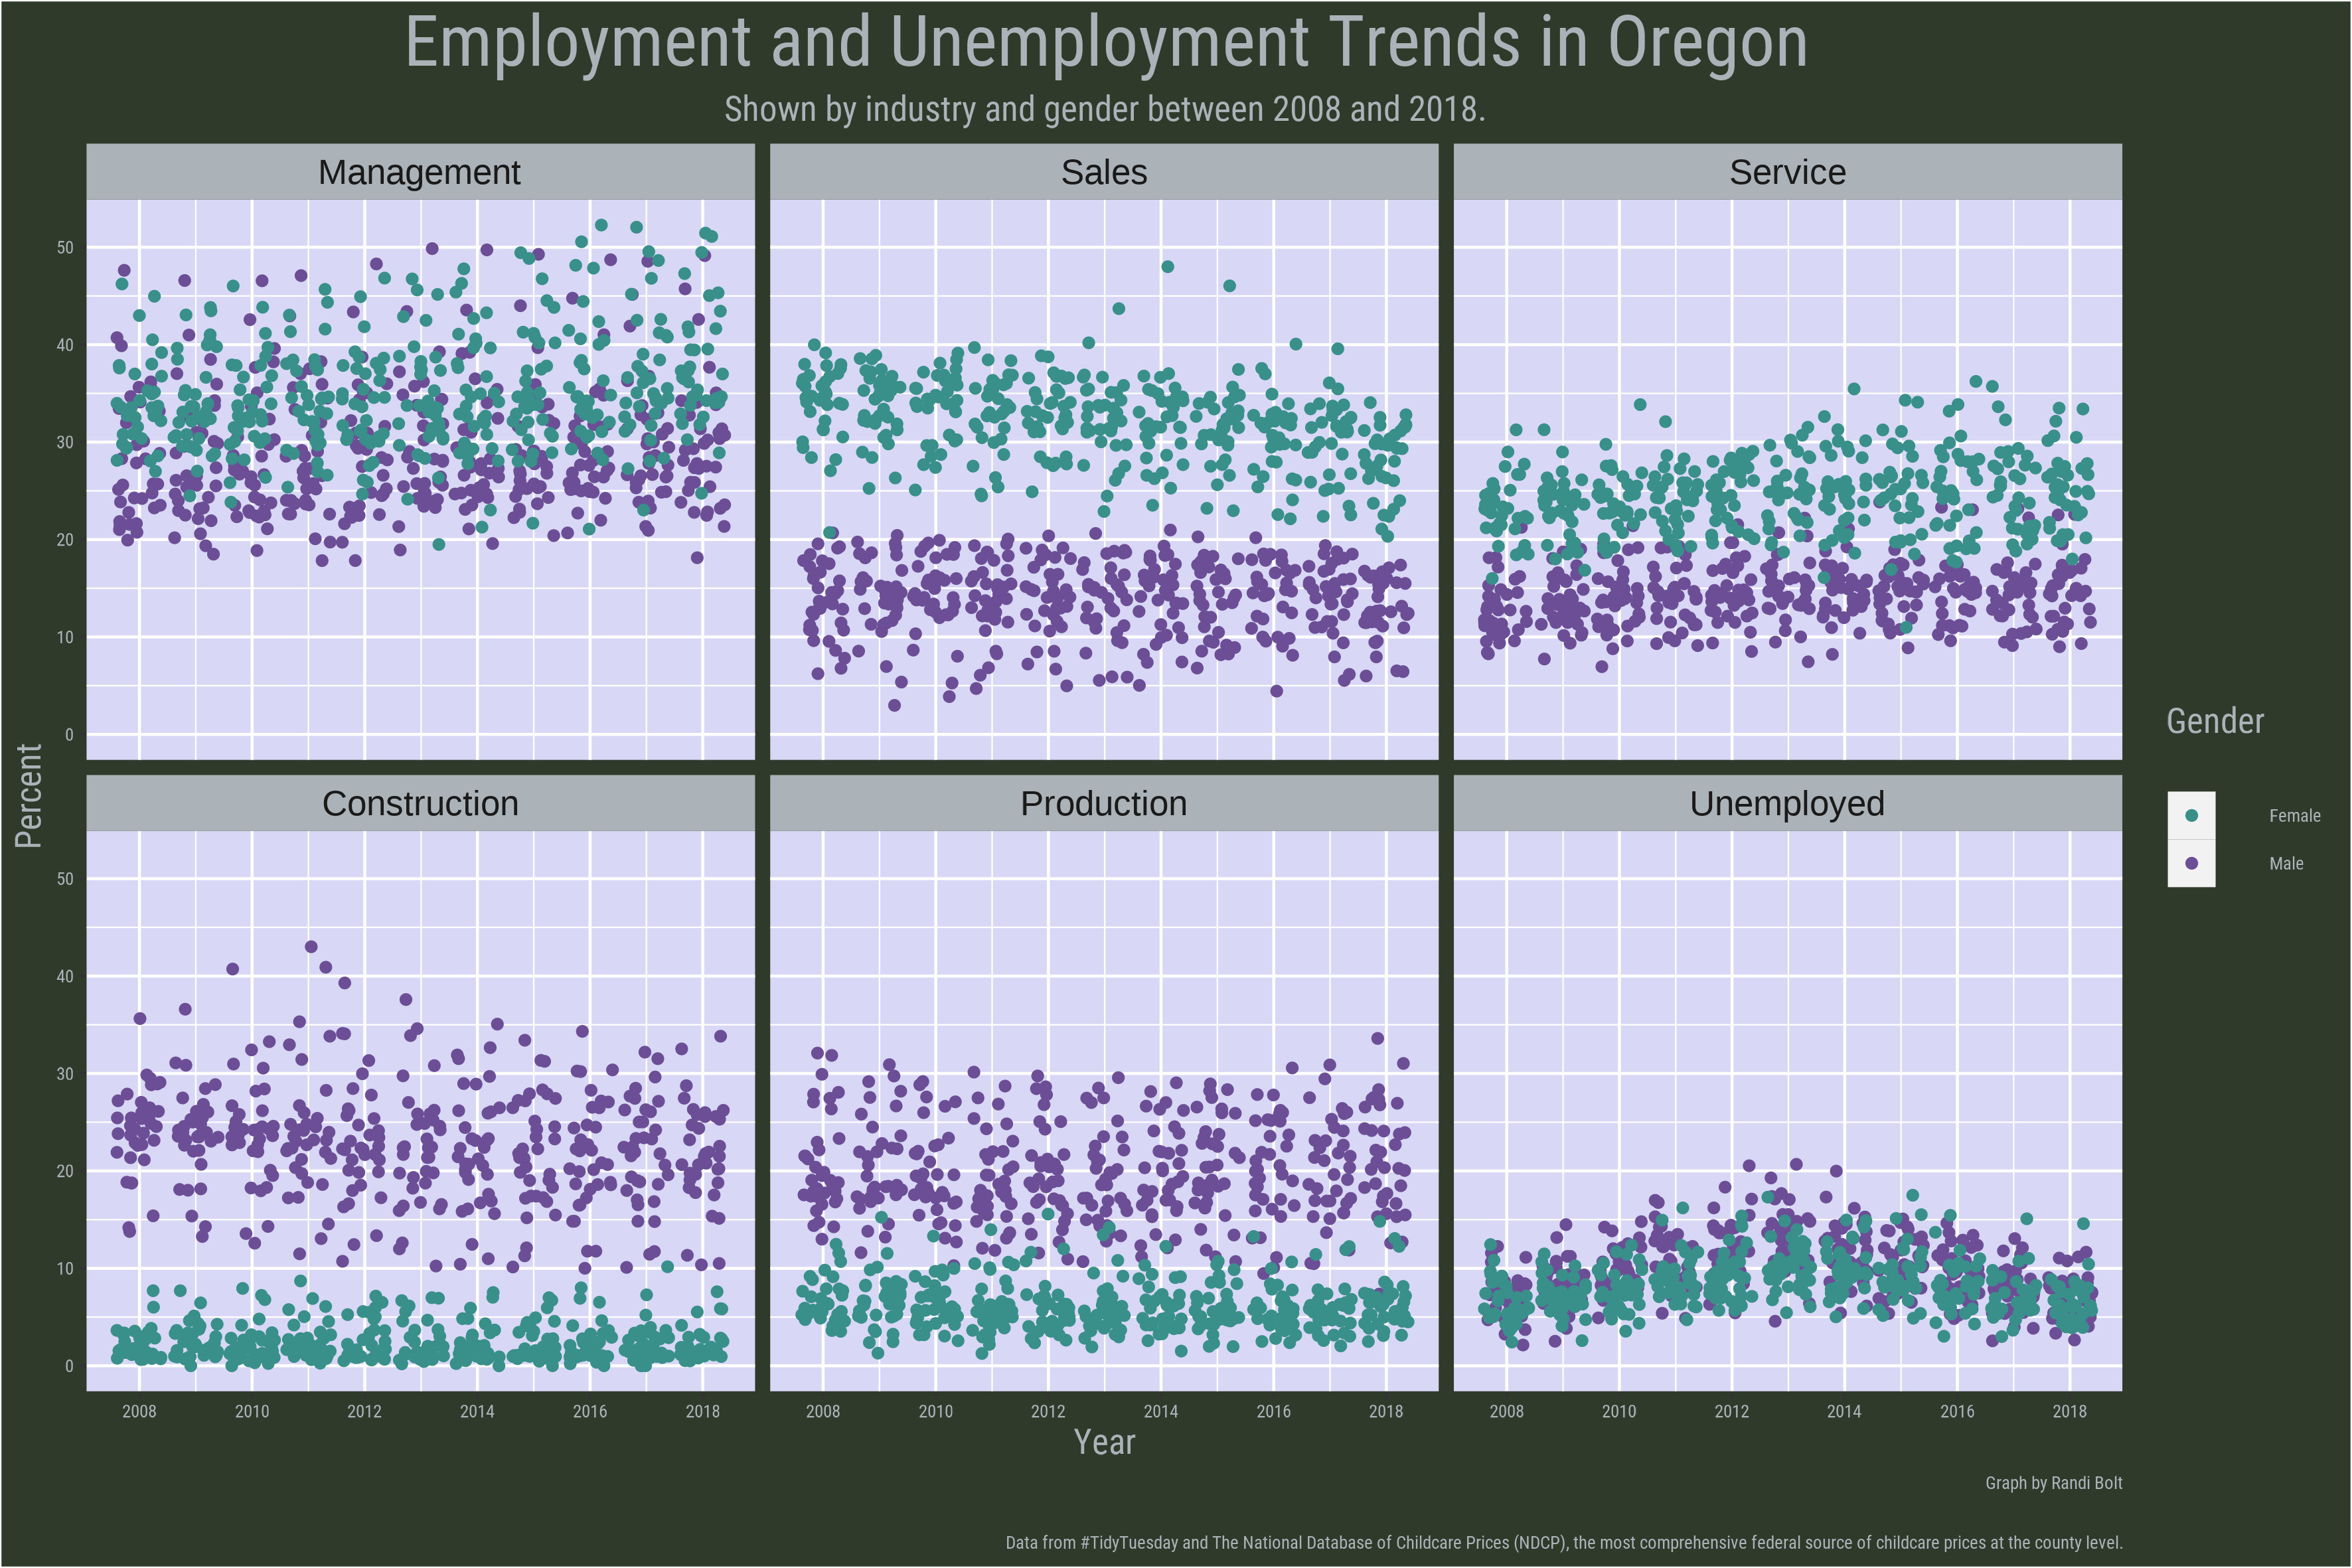 Employment and Unemployment Trends in Oregon
Shown by industry and gender between 2008 and 2018.
Management
Sales
Service
50
40
30
20
10
0
Percent
Construction
Production
Unemployed
50
40
30
20
10
0
2008 2010 2012 2014 2016 2018
2008 2010 2012 2014 2016 2018
2008 2010 2012 2014 2016 2018
Year
Gender
Female
Male
Graph by Randi Bolt
Data from #TidyTuesday and The National Database of Childcare Prices (NDCP), the most comprehensive federal source of childcare prices at the county level.